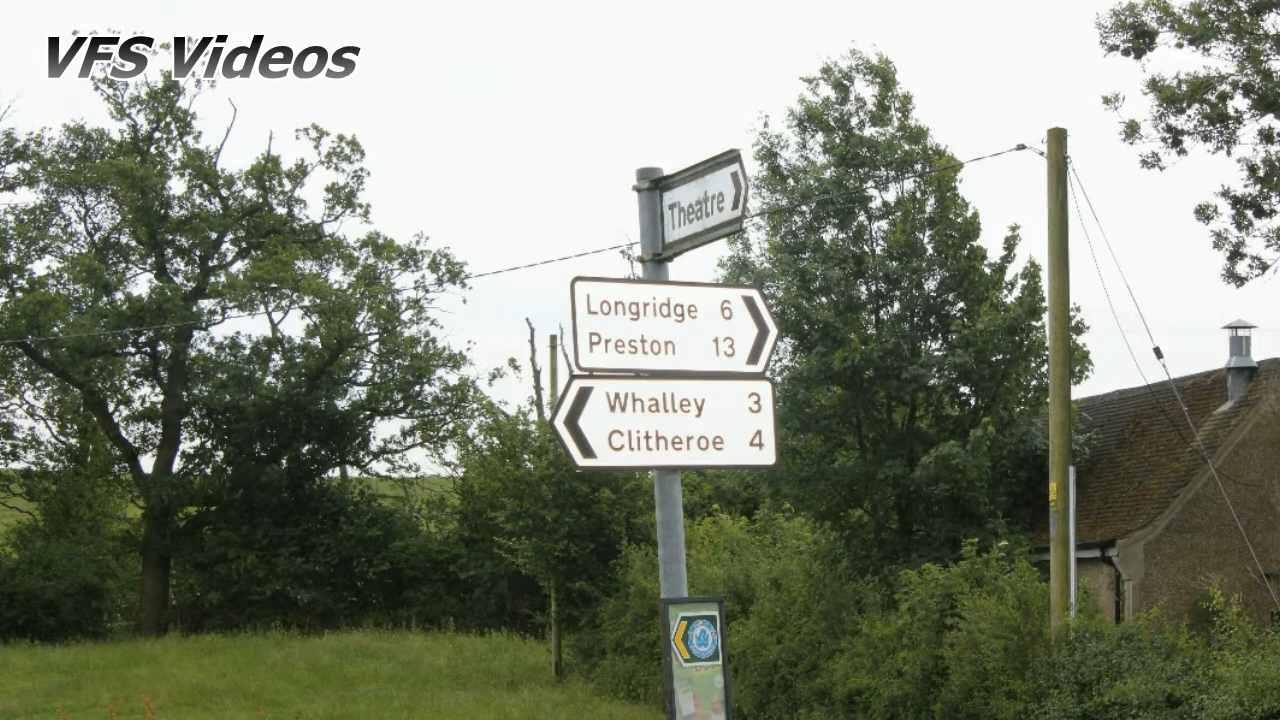 VFS Videos
Theatre
Longridge 6
Preston 13
Whalley 3
Clitheroe 4